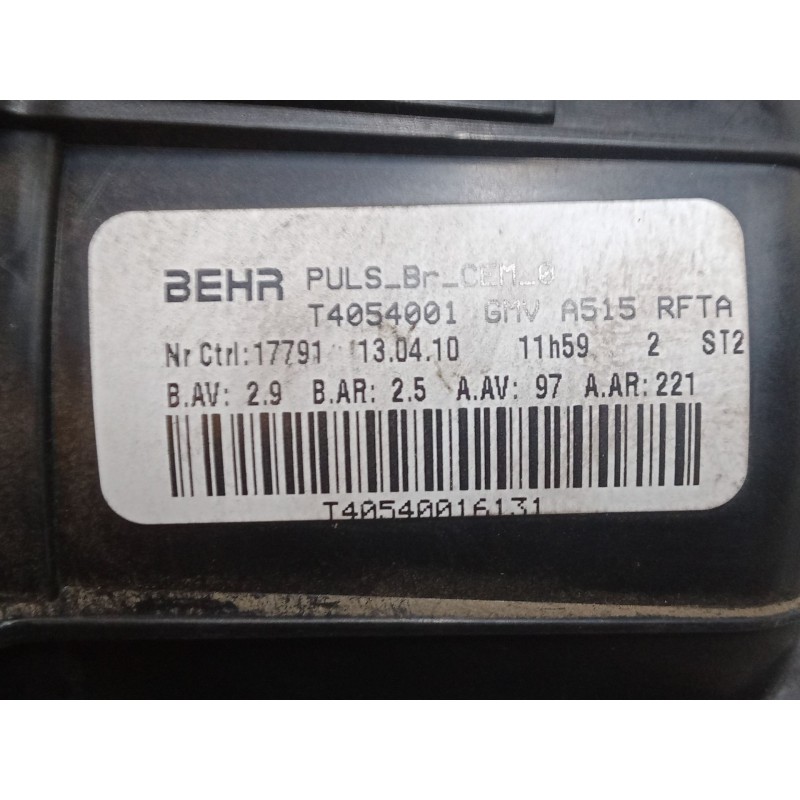 BEHR PULS_Br_CEM_0
T4054001 GMV A515 RFTA
Nr Ctrl:17791 13.04.10 11h59 2 ST2
B.AV: 2.9 B.AR: 2.5 A.AV: 97 A.AR: 221
T40540016131